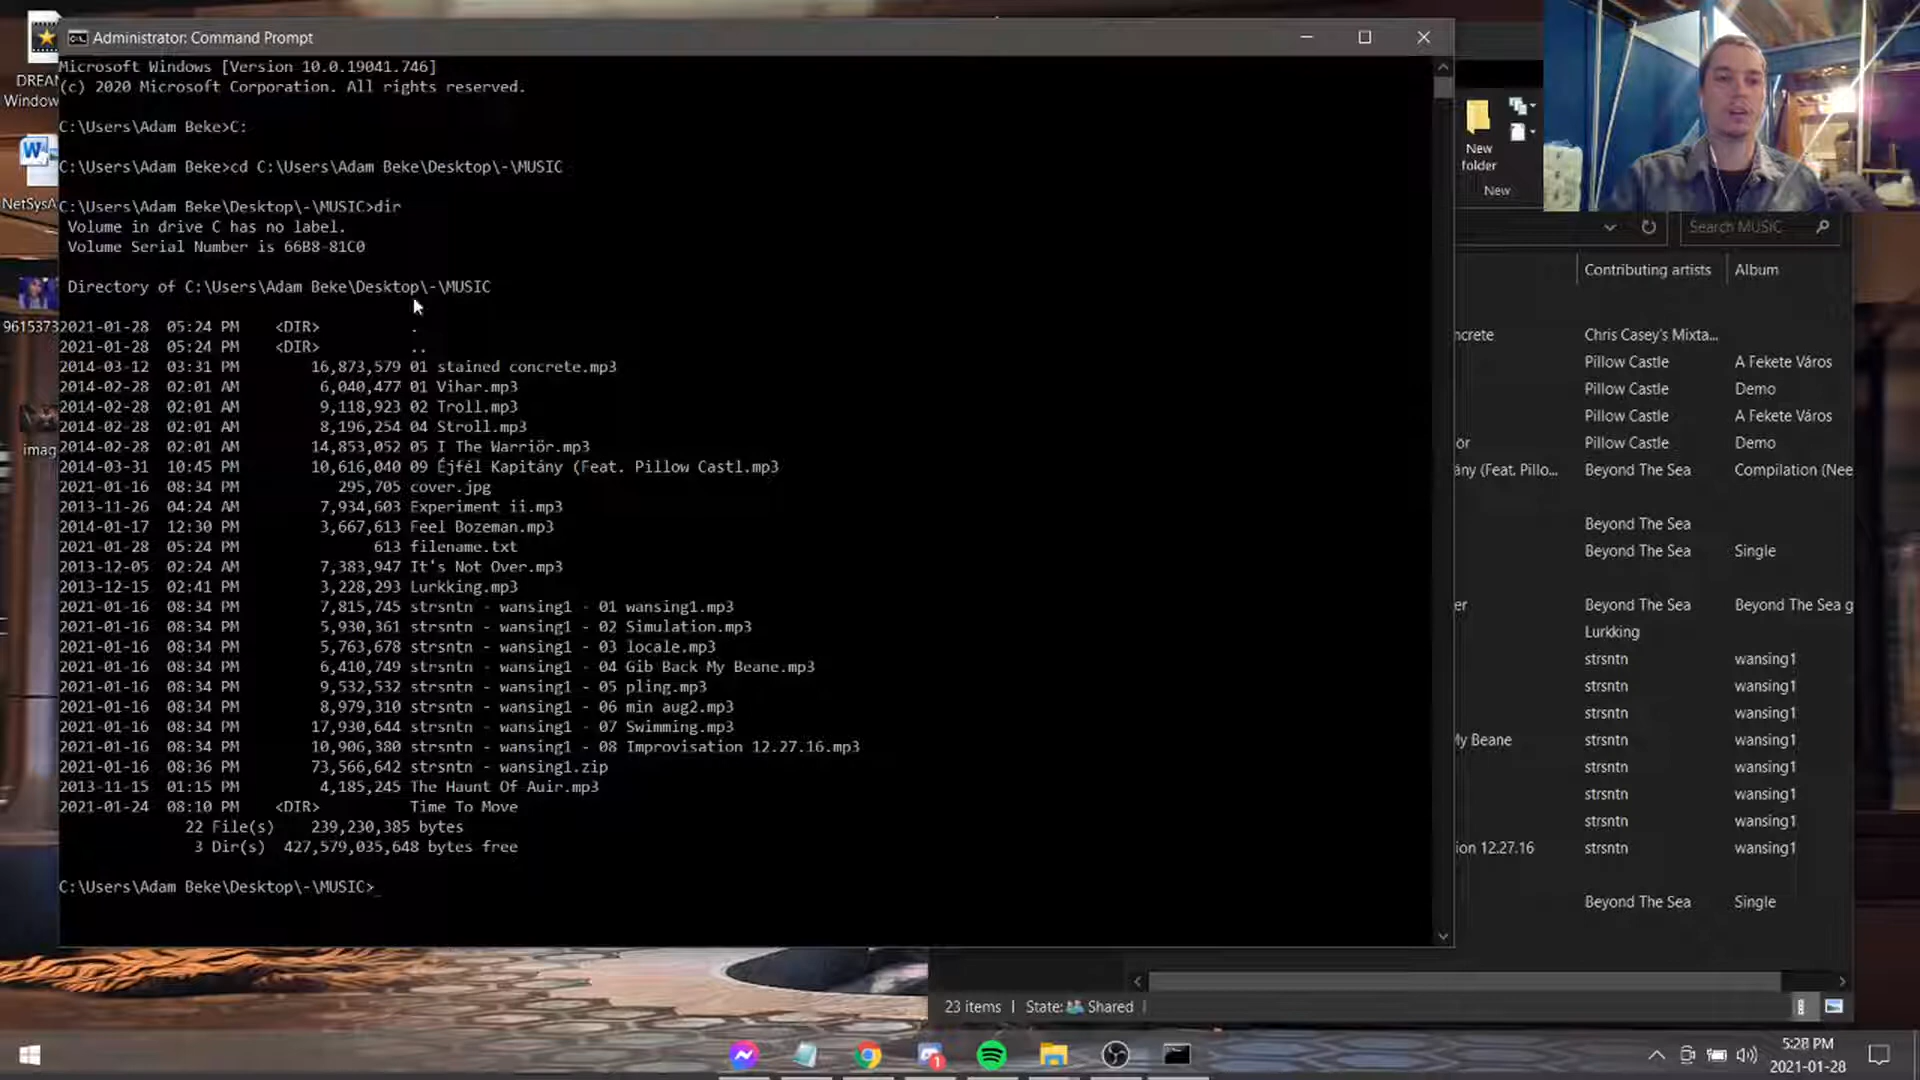 DREA
Window
NetSysA
9615373
imag
Administrator: Command Prompt
Microsoft Windows [Version 10.0.19041.746]
(c) 2020 Microsoft Corporation. All rights reserved.
C:\Users\Adam Beke>C:
C:\Users\Adam Beke>cd C:\Users\Adam Beke\Desktop\-\MUSIC
C:\Users\Adam Beke\Desktop\-\MUSIC>dir
Volume in drive C has no label.
Volume Serial Number is 66B8-81C0
Directory of C:\Users\Adam Beke\Desktop\-\MUSIC
2021-01-28 05:24 PM <DIR> .
2021-01-28 05:24 PM <DIR> ..
2014-03-12 03:31 PM 16,873,579 01 stained concrete.mp3
2014-02-28 02:01 AM 6,040,477 01 Vihar.mp3
2014-02-28 02:01 AM 9,118,923 02 Troll.mp3
2014-02-28 02:01 AM 8,196,254 04 Stroll.mp3
2014-02-28 02:01 AM 14,853,052 05 I The Warriör.mp3
2014-03-31 10:45 PM 10,616,040 09 Éjfél Kapitány (Feat. Pillow Castl.mp3
2021-01-16 08:34 PM 295,705 cover.jpg
2013-11-26 04:24 AM 7,934,603 Experiment ii.mp3
2014-01-17 12:30 PM 3,667,613 Feel Bozeman.mp3
2021-01-28 05:24 PM 613 filename.txt
2013-12-05 02:24 AM 7,383,947 It's Not Over.mp3
2013-12-15 02:41 PM 3,228,293 Lurkking.mp3
2021-01-16 08:34 PM 7,815,745 strsntn - wansing1 - 01 wansing1.mp3
2021-01-16 08:34 PM 5,930,361 strsntn - wansing1 - 02 Simulation.mp3
2021-01-16 08:34 PM 5,763,678 strsntn - wansing1 - 03 locale.mp3
2021-01-16 08:34 PM 6,410,749 strsntn - wansing1 - 04 Gib Back My Beane.mp3
2021-01-16 08:34 PM 9,532,532 strsntn - wansing1 - 05 pling.mp3
2021-01-16 08:34 PM 8,979,310 strsntn - wansing1 - 06 min aug2.mp3
2021-01-16 08:34 PM 17,930,644 strsntn - wansing1 - 07 Swimming.mp3
2021-01-16 08:34 PM 10,906,380 strsntn - wansing1 - 08 Improvisation 12.27.16.mp3
2021-01-16 08:36 PM 73,566,642 strsntn - wansing1.zip
2013-11-15 01:15 PM 4,185,245 The Haunt Of Auir.mp3
2021-01-24 08:10 PM <DIR> Time To Move
22 File(s) 239,230,385 bytes
3 Dir(s) 427,579,035,648 bytes free
C:\Users\Adam Beke\Desktop\-\MUSIC>_
New
folder
New
Search MUSIC
Contributing artists Album
ncrete Chris Casey's Mixta...
Pillow Castle A Fekete Város
Pillow Castle Demo
Pillow Castle A Fekete Város
ör Pillow Castle Demo
ány (Feat. Pillo... Beyond The Sea Compilation (Nee
Beyond The Sea
Beyond The Sea Single
er Beyond The Sea Beyond The Sea g
Lurkking
strsntn wansing1
strsntn wansing1
strsntn wansing1
My Beane strsntn wansing1
strsntn wansing1
strsntn wansing1
strsntn wansing1
ion 12.27.16 strsntn wansing1
Beyond The Sea Single
23 items State: Shared
1
5:28 PM
2021-01-28